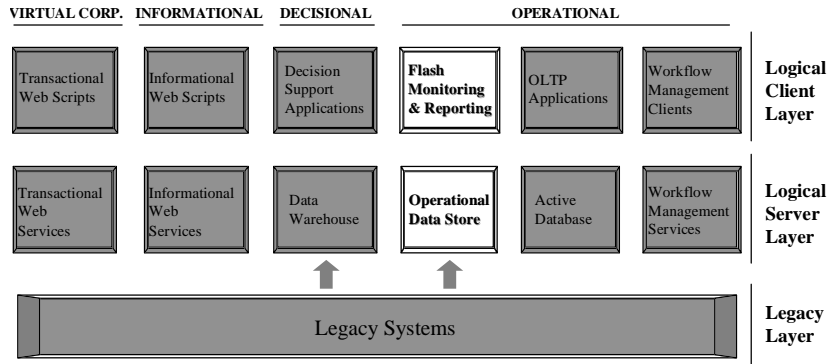 VIRTUAL CORP. INFORMATIONAL DECISIONAL OPERATIONAL
Transactional
Web Scripts
Informational
Web Scripts
Decision
Support
Applications
Flash
Monitoring
& Reporting
OLTP
Applications
Workflow
Management
Clients
Logical
Client
Layer
Transactional
Web
Services
Informational
Web
Services
Data
Warehouse
Operational
Data Store
Active
Database
Workflow
Management
Services
Logical
Server
Layer
Legacy Systems
Legacy
Layer